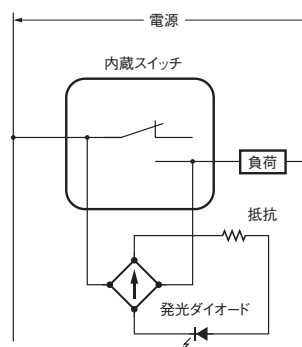 電源
内蔵スイッチ
負荷
抵抗
発光ダイオード